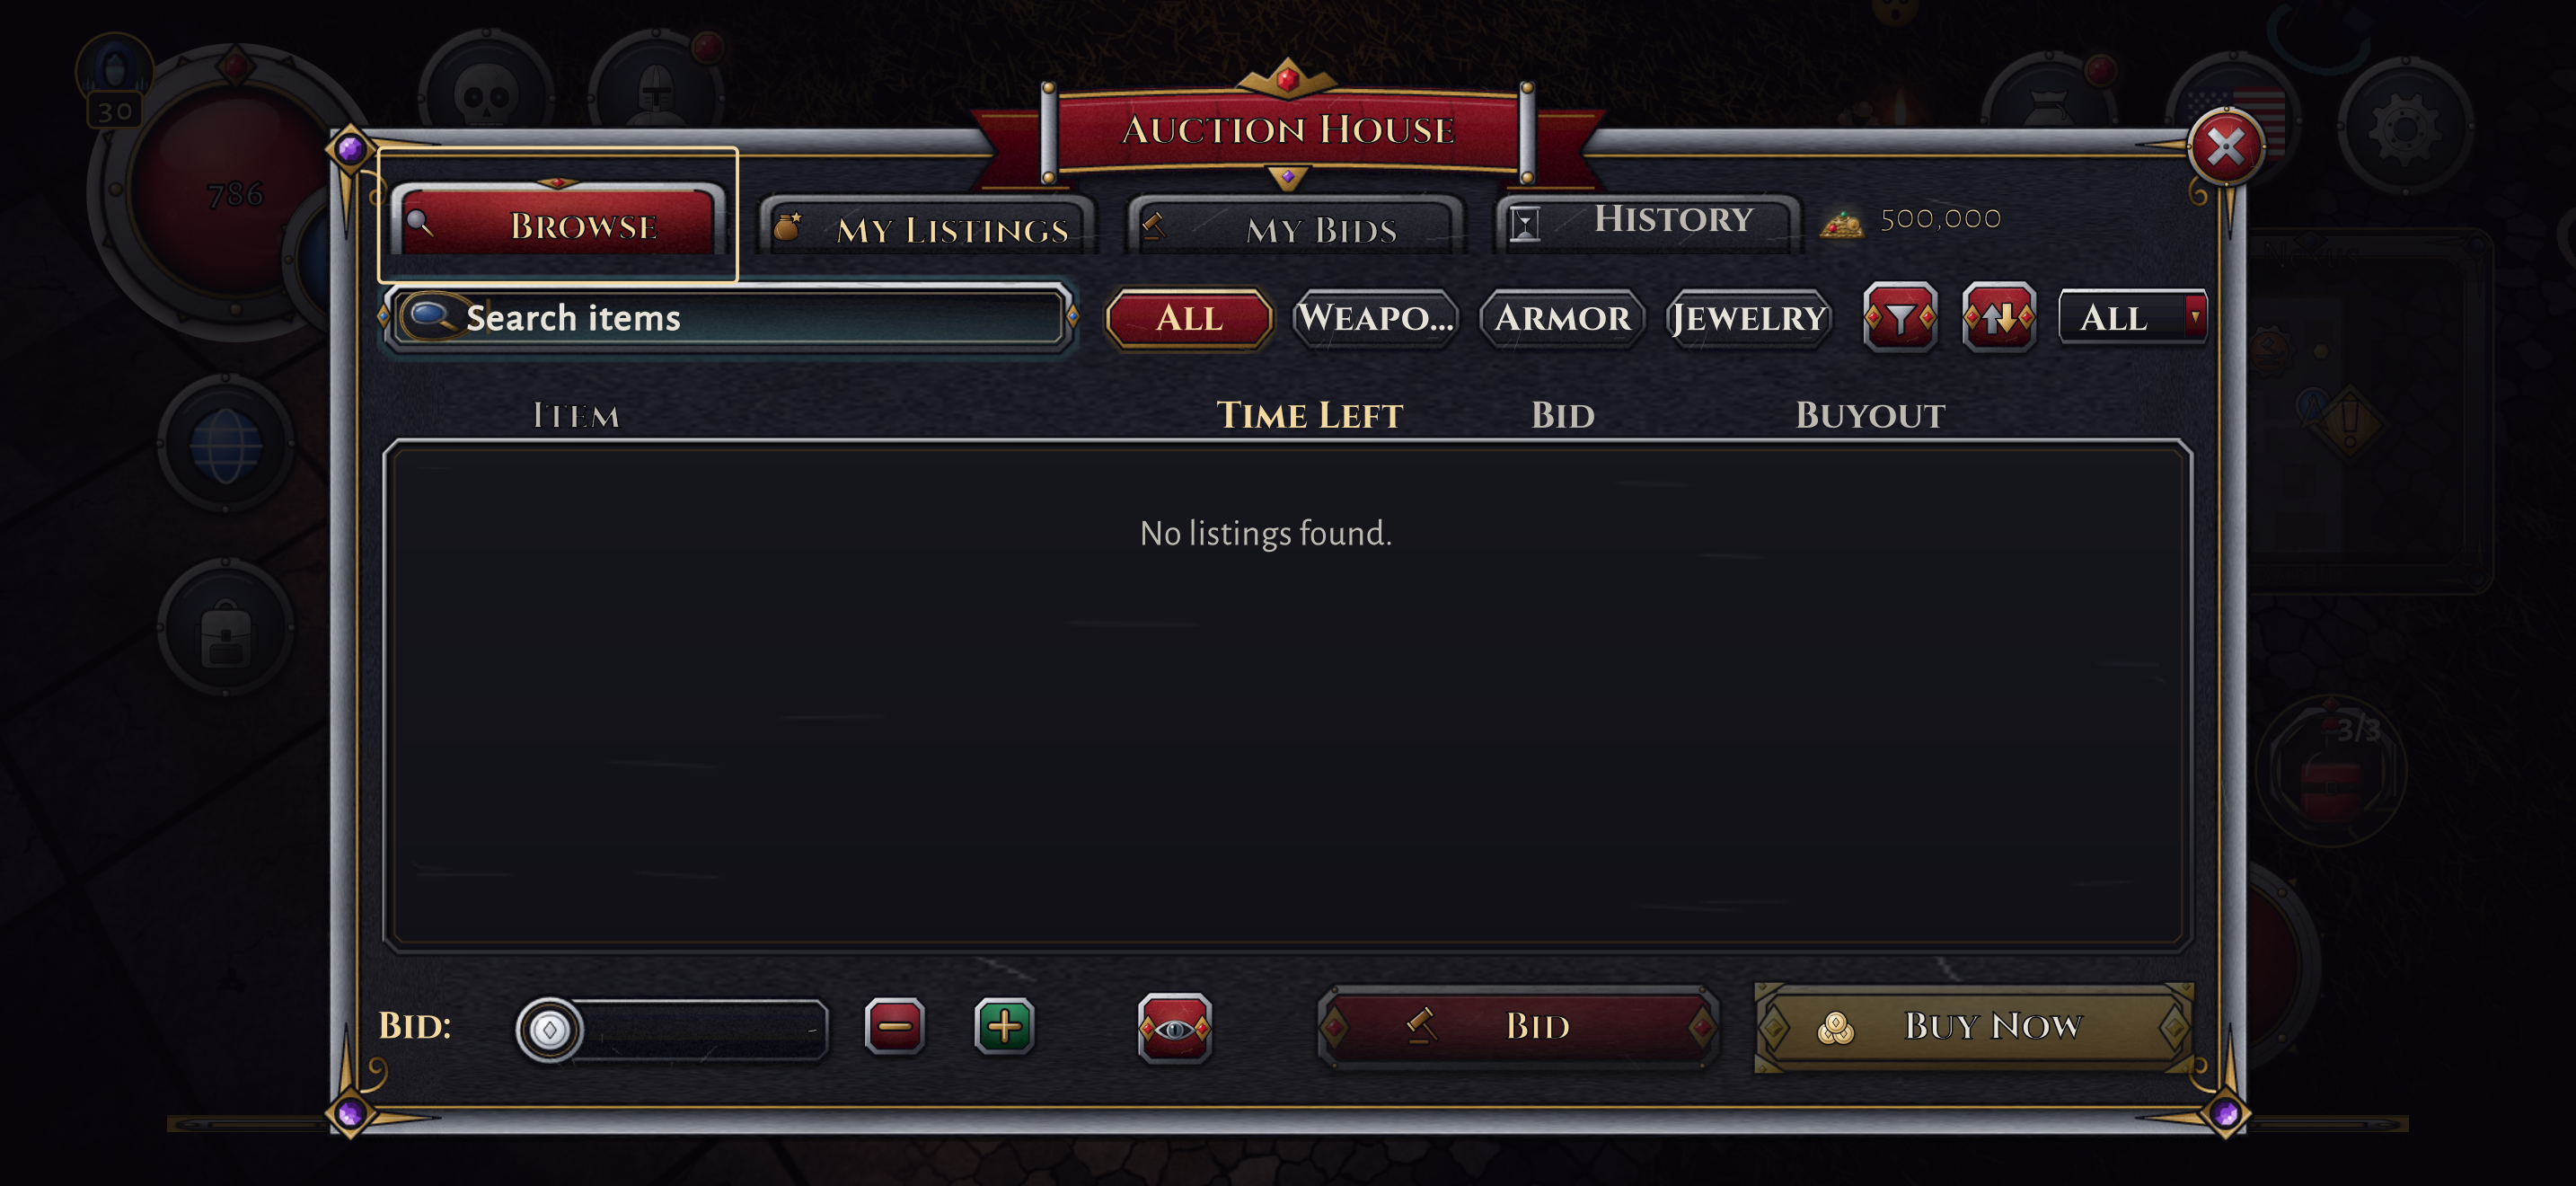 30
786
AUCTION HOUSE
BROWSE
MY LISTINGS
MY BIDS
HISTORY
500,000
Search items
ALL
WEAPO...
ARMOR
JEWELRY
ALL
ITEM
TIME LEFT
BID
BUYOUT
No listings found.
3/3
BID:
BID
BUY NOW